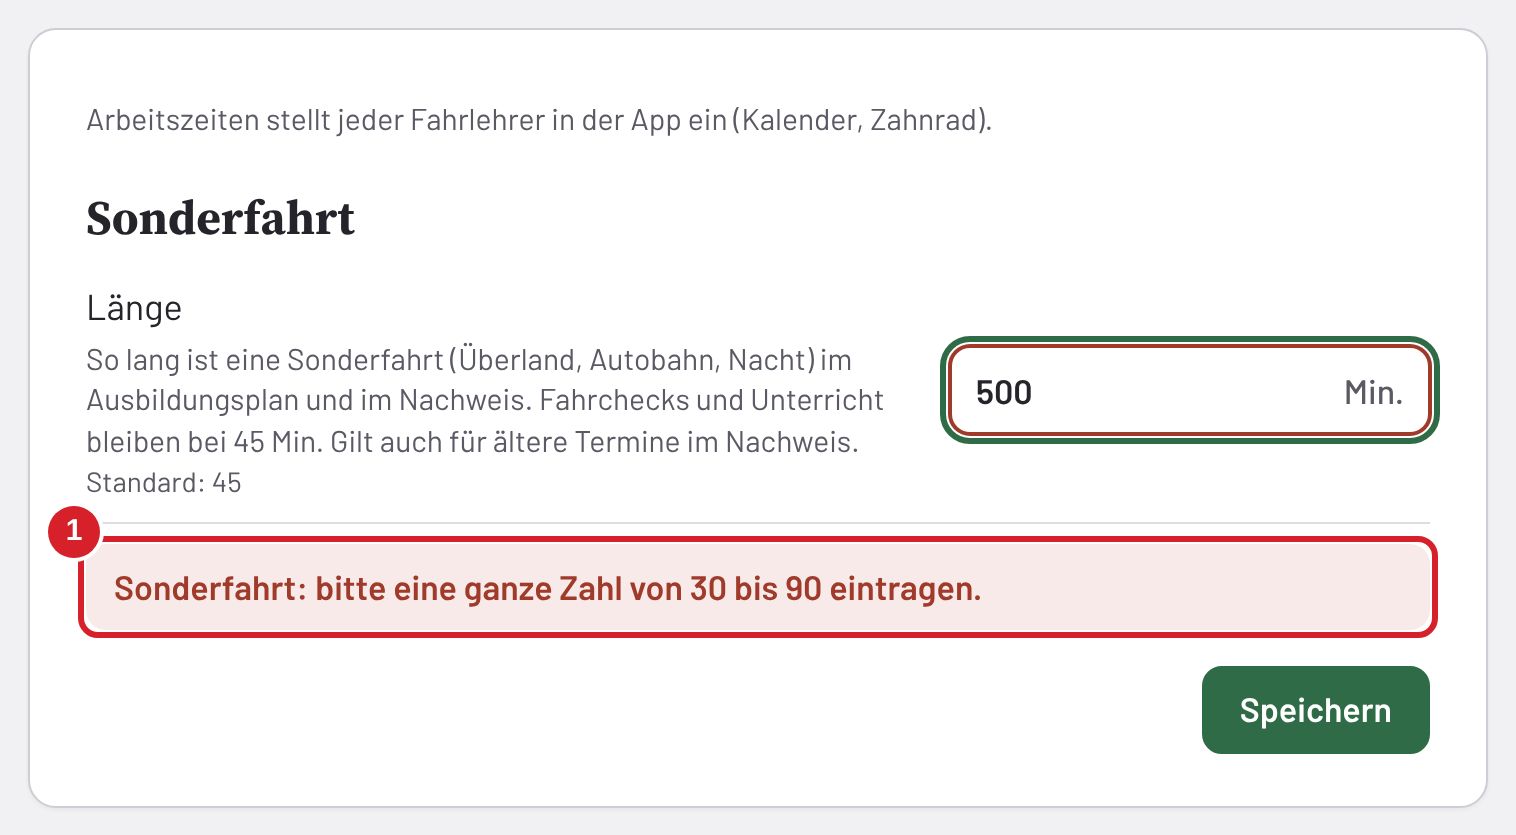 Arbeitszeiten stellt jeder Fahrlehrer in der App ein (Kalender, Zahnrad).
Sonderfahrt
Länge
So lang ist eine Sonderfahrt (Überland, Autobahn, Nacht) im
Ausbildungsplan und im Nachweis. Fahrchecks und Unterricht
bleiben bei 45 Min. Gilt auch für ältere Termine im Nachweis.
Standard: 45
500 Min.
1
Sonderfahrt: bitte eine ganze Zahl von 30 bis 90 eintragen.
Speichern